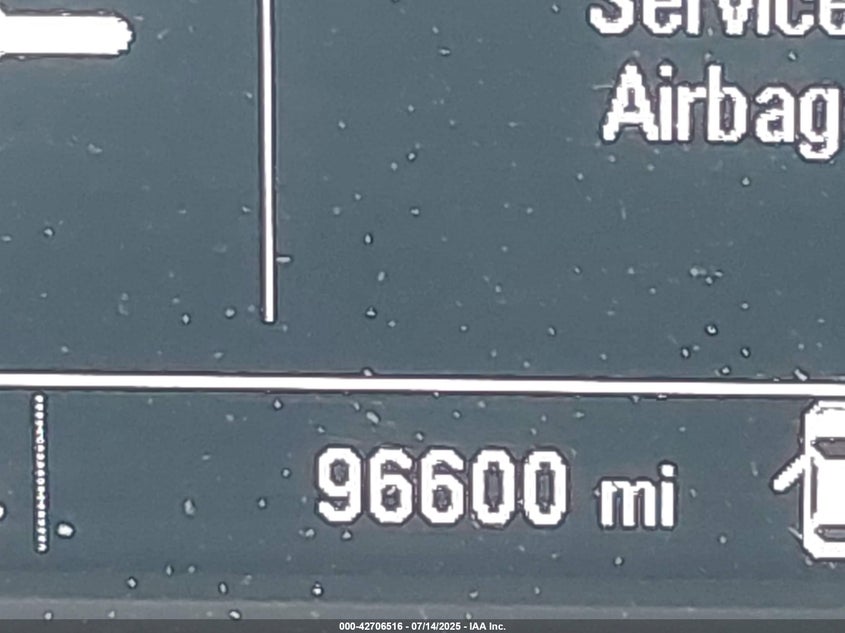 Service
Airbag
96600 mi
000-42706516 - 07/14/2025 - IAA Inc.